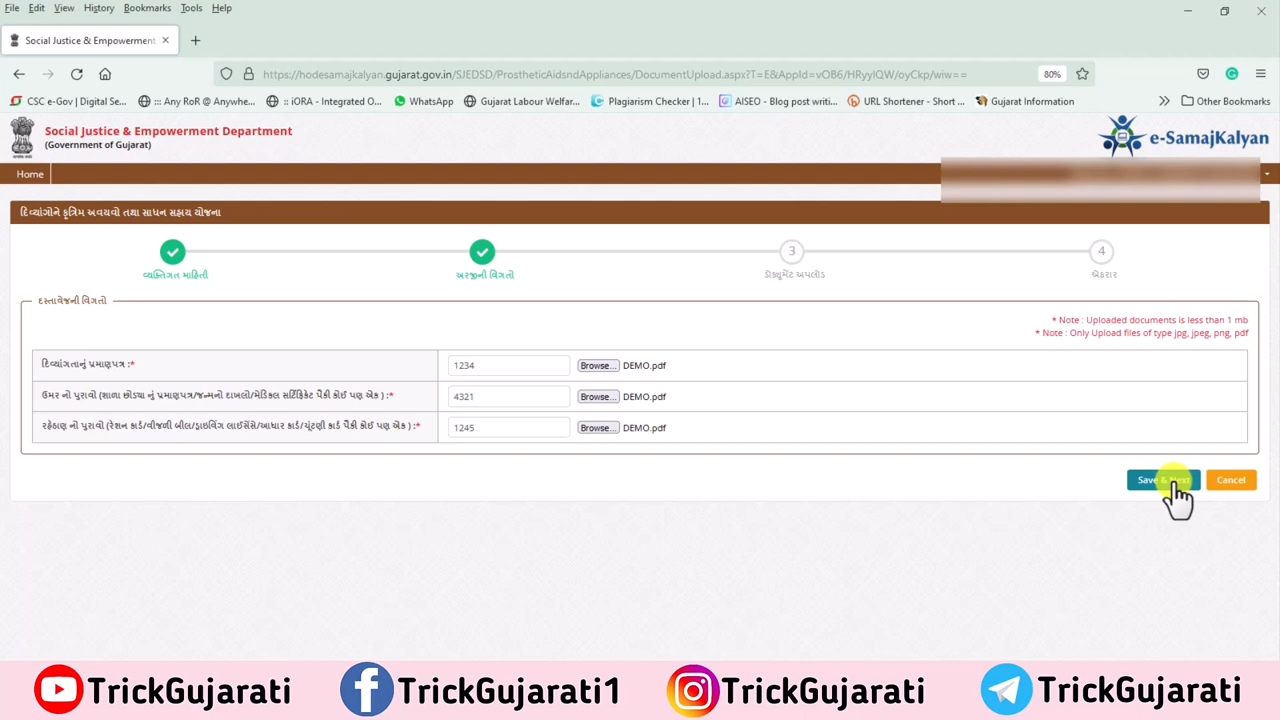 File Edit View History Bookmarks Tools Help
Social Justice & Empowerment
https://hodesamajkalyan.gujarat.gov.in/SJEDSD/ProstheticAidsndAppliances/DocumentUpload.aspx?T=E&AppId=vOB6/HRyyIQW/oyCkp/wiw== 80%
CSC e-Gov | Digital Se... ::: Any RoR @ Anywhe... :: iORA - Integrated O... WhatsApp Gujarat Labour Welfar... Plagiarism Checker | 1... AISEO - Blog post writi... URL Shortener - Short ... Gujarat Information Other Bookmarks
Social Justice & Empowerment Department
(Government of Gujarat)
e-SamajKalyan
Home
દિવ્યાંગોને કૃત્રિમ અવયવો તથા સાધન સહાય યોજના
3 4
વ્યક્તિગત માહિતી અરજીની વિગતો ડોક્યુમેંટ અપલોડ એકરાર
દસ્તાવેજની વિગતો
* Note : Uploaded documents is less than 1 mb
* Note : Only Upload files of type jpg, jpeg, png, pdf
દિવ્યાંગતાનું પ્રમાણપત્ર :* 1234 Browse... DEMO.pdf
ઉમર નો પુરાવો (શાળા છોડ્યા નું પ્રમાણપત્ર/જન્મનો દાખલો/મેડિકલ સર્ટિફિકેટ પૈકી કોઈ પણ એક ) :* 4321 Browse... DEMO.pdf
રહેઠાણ નો પુરાવો (રેશન કાર્ડ/વીજળી બીલ/ડ્રાઇવિંગ લાઈસેંસ/આધાર કાર્ડ/ચૂંટણી કાર્ડ પૈકી કોઈ પણ એક ) :* 1245 Browse... DEMO.pdf
Save & Next Cancel
TrickGujarati TrickGujarati1 TrickGujarati TrickGujarati